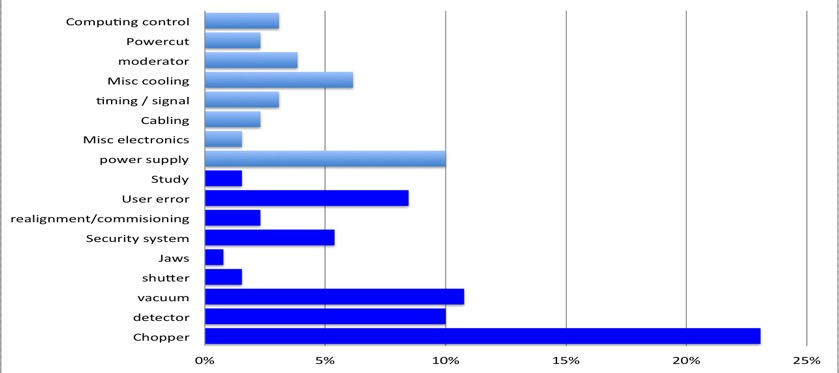 Computing control
Powercut
moderator
Misc cooling
timing / signal
Cabling
Misc electronics
power supply
Study
User error
realignment/commisioning
Security system
Jaws
shutter
vacuum
detector
Chopper
0% 5% 10% 15% 20% 25%